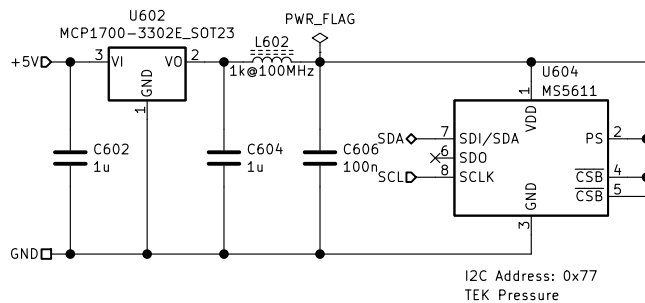 U602
MCP1700-3302E_SOT23
PWR_FLAG
+5V
3
VI
VO
2
GND
1
L602
1k@100MHz
U604
MS5611
1
VDD
C602
1u
C604
1u
C606
100n
SDA
7
SDI/SDA
PS
2
6
SDO
SCL
8
SCLK
CSB
4
CSB
5
GND
3
GND
I2C Address: 0x77
TEK Pressure